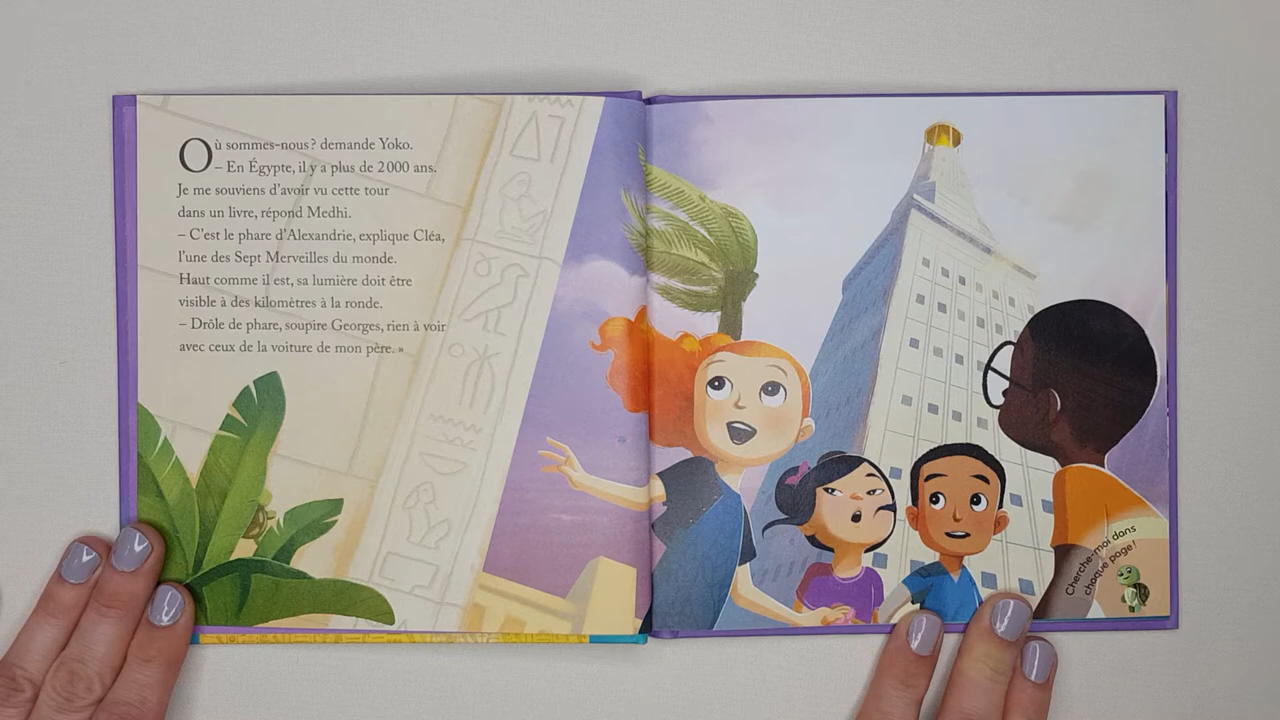 Où sommes-nous ? demande Yoko.
– En Égypte, il y a plus de 2 000 ans.
Je me souviens d'avoir vu cette tour
dans un livre, répond Medhi.
– C'est le phare d'Alexandrie, explique Cléa,
l'une des Sept Merveilles du monde.
Haut comme il est, sa lumière doit être
visible à des kilomètres à la ronde.
– Drôle de phare, soupire Georges, rien à voir
avec ceux de la voiture de mon père. »
Cherche-moi dans
chaque page !